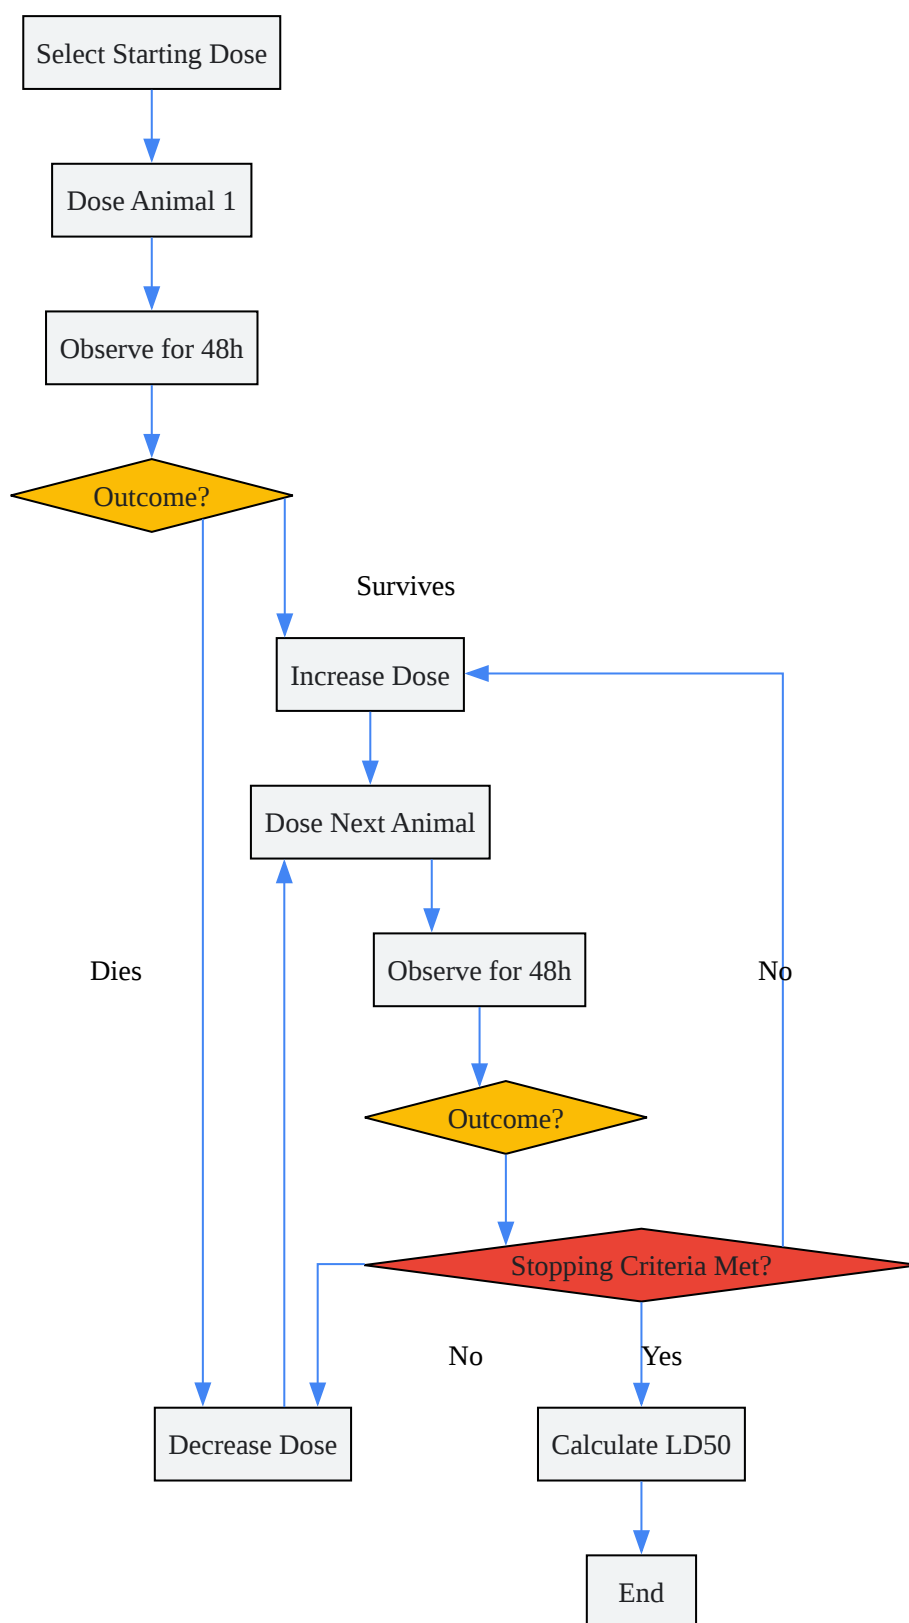 Select Starting Dose
Dose Animal 1
Observe for 48h
Outcome?
Survives
Increase Dose
Dose Next Animal
Dies
Observe for 48h
No
Outcome?
Stopping Criteria Met?
No
Yes
Decrease Dose
Calculate LD50
End